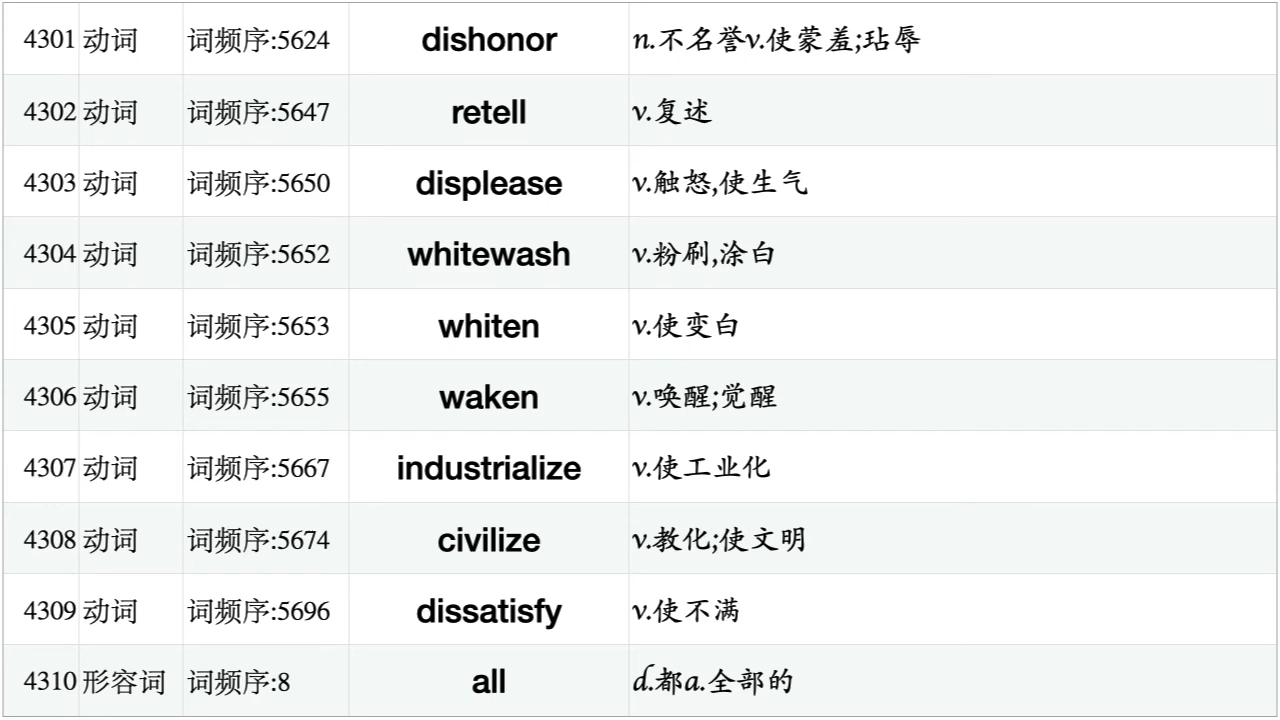 4301 动词 词频序:5624 dishonor n.不名誉v.使蒙羞;玷辱
4302 动词 词频序:5647 retell v.复述
4303 动词 词频序:5650 displease v.触怒,使生气
4304 动词 词频序:5652 whitewash v.粉刷,涂白
4305 动词 词频序:5653 whiten v.使变白
4306 动词 词频序:5655 waken v.唤醒;觉醒
4307 动词 词频序:5667 industrialize v.使工业化
4308 动词 词频序:5674 civilize v.教化;使文明
4309 动词 词频序:5696 dissatisfy v.使不满
4310 形容词 词频序:8 all d.都a.全部的